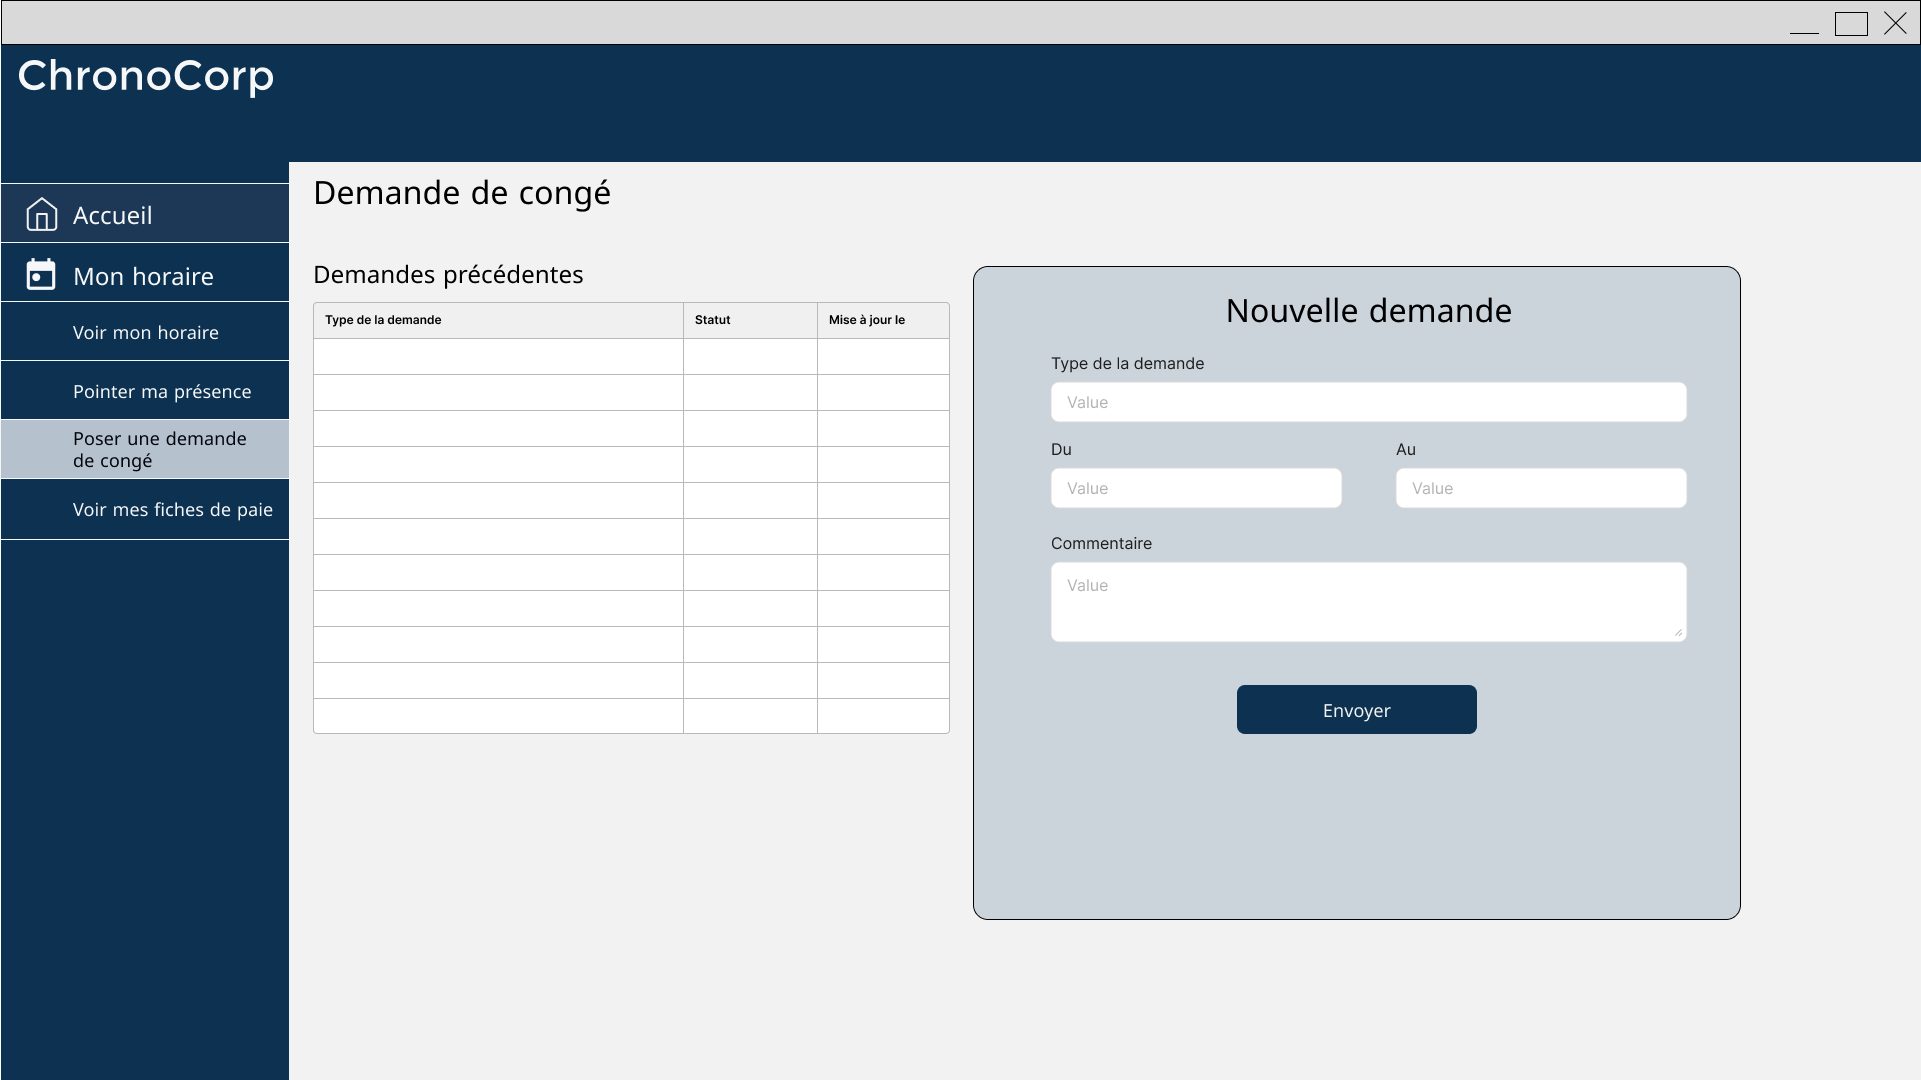 ChronoCorp
Accueil
Mon horaire
Voir mon horaire
Pointer ma présence
Poser une demande
de congé
Voir mes fiches de paie
Demande de congé
Demandes précédentes
Type de la demande
Statut
Mise à jour le
Nouvelle demande
Type de la demande
Value
Du
Au
Value
Value
Commentaire
Value
Envoyer